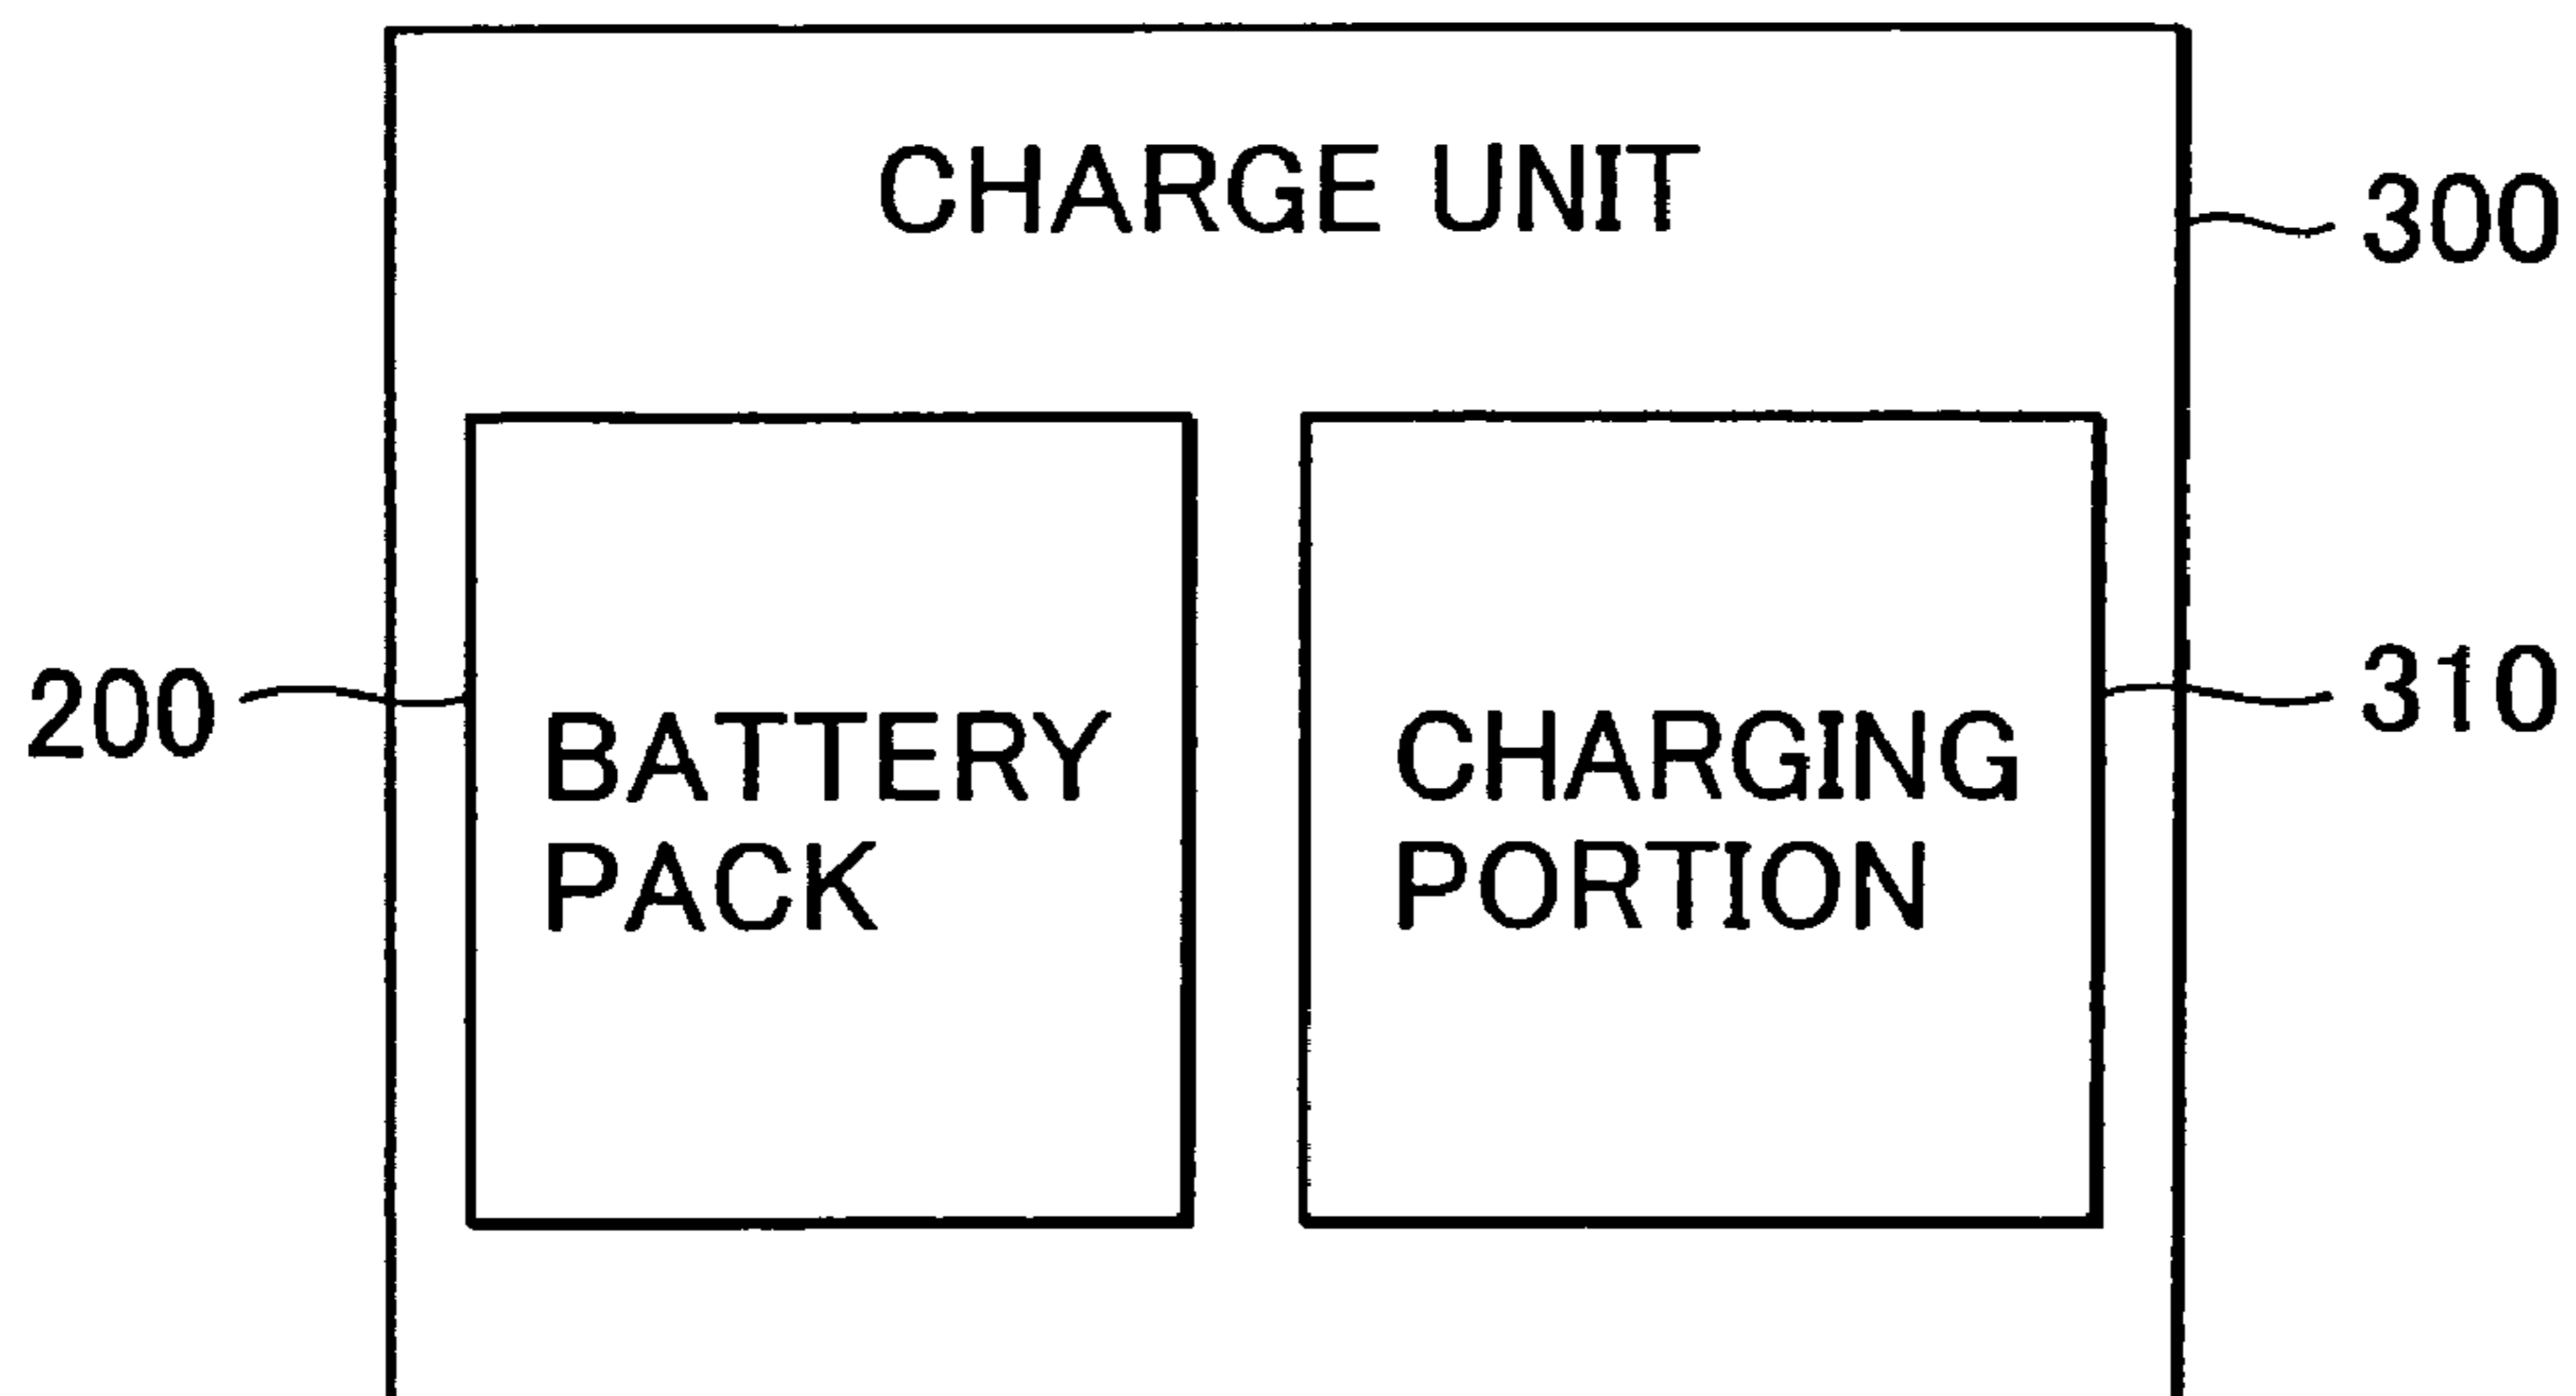 CHARGE UNIT
300
200
BATTERY
PACK
CHARGING
PORTION
310